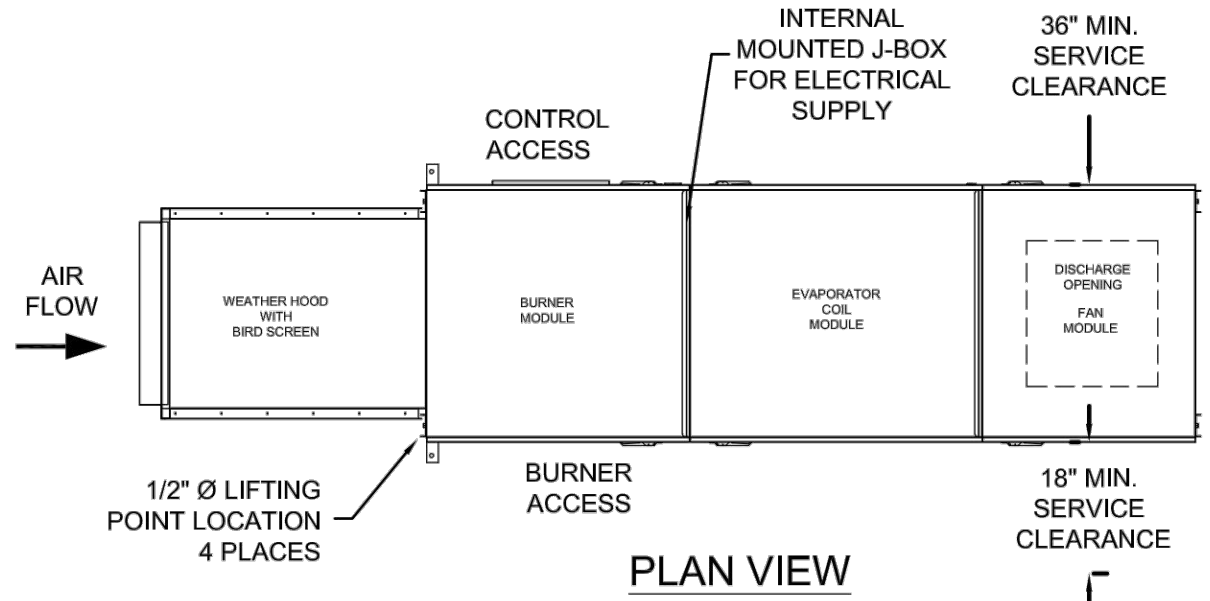 INTERNAL
MOUNTED J-BOX
FOR ELECTRICAL
SUPPLY
36" MIN.
SERVICE
CLEARANCE
CONTROL
ACCESS
AIR
FLOW
WEATHER HOOD
WITH
BIRD SCREEN
BURNER
MODULE
EVAPORATOR
COIL
MODULE
DISCHARGE
OPENING
FAN
MODULE
1/2" Ø LIFTING
POINT LOCATION
4 PLACES
BURNER
ACCESS
18" MIN.
SERVICE
CLEARANCE
PLAN VIEW